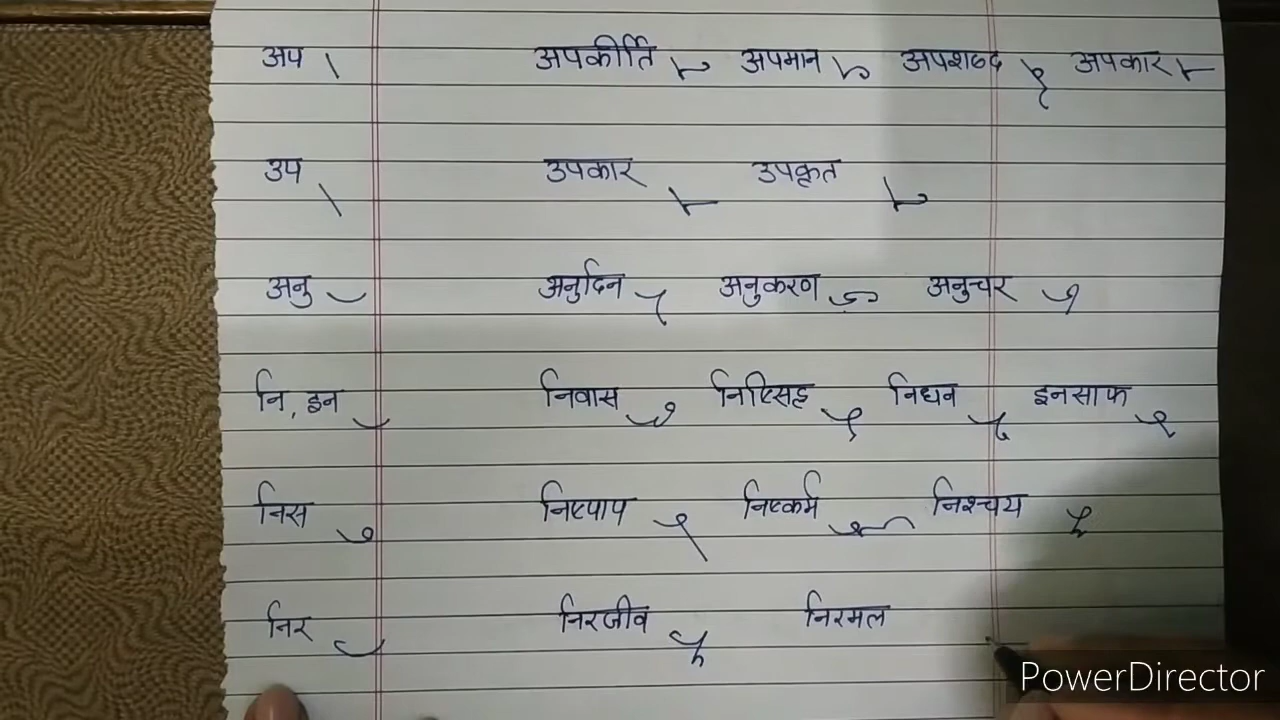 अप अपकीर्ति अपमान अपशब्द अपकार
उप उपकार उपकृत
अनु अनुदिन अनुकरण अनुचर
नि, इन निवास निधन इनसाफ
निस निष्पाप निष्कर्म निश्चय
निर निरजीव निरमल
PowerDirector